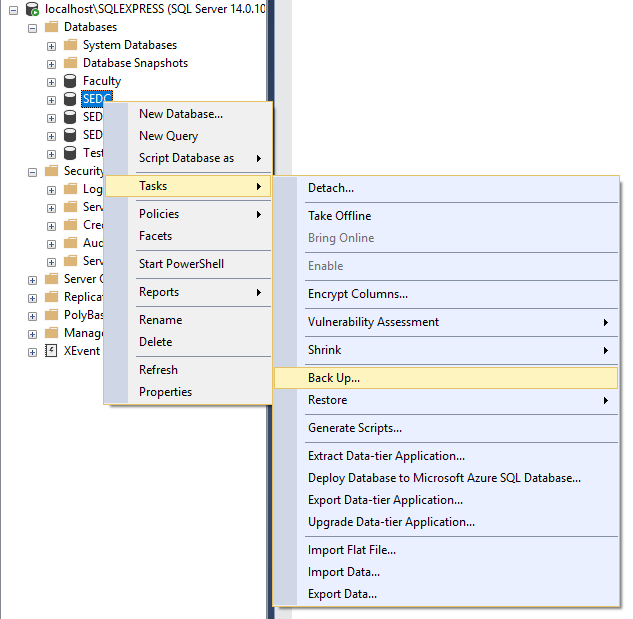 localhost\SQLEXPRESS (SQL Server 14.0.10
Databases
System Databases
Database Snapshots
Faculty
SEDC
SED
SED
Test
Security
Log
Serv
Cre
Aud
Serv
Server O
Replicat
PolyBas
Manage
XEvent
New Database...
New Query
Script Database as
Tasks
Policies
Facets
Start PowerShell
Reports
Rename
Delete
Refresh
Properties
Detach...
Take Offline
Bring Online
Enable
Encrypt Columns...
Vulnerability Assessment
Shrink
Back Up...
Restore
Generate Scripts...
Extract Data-tier Application...
Deploy Database to Microsoft Azure SQL Database...
Export Data-tier Application...
Upgrade Data-tier Application...
Import Flat File...
Import Data...
Export Data...